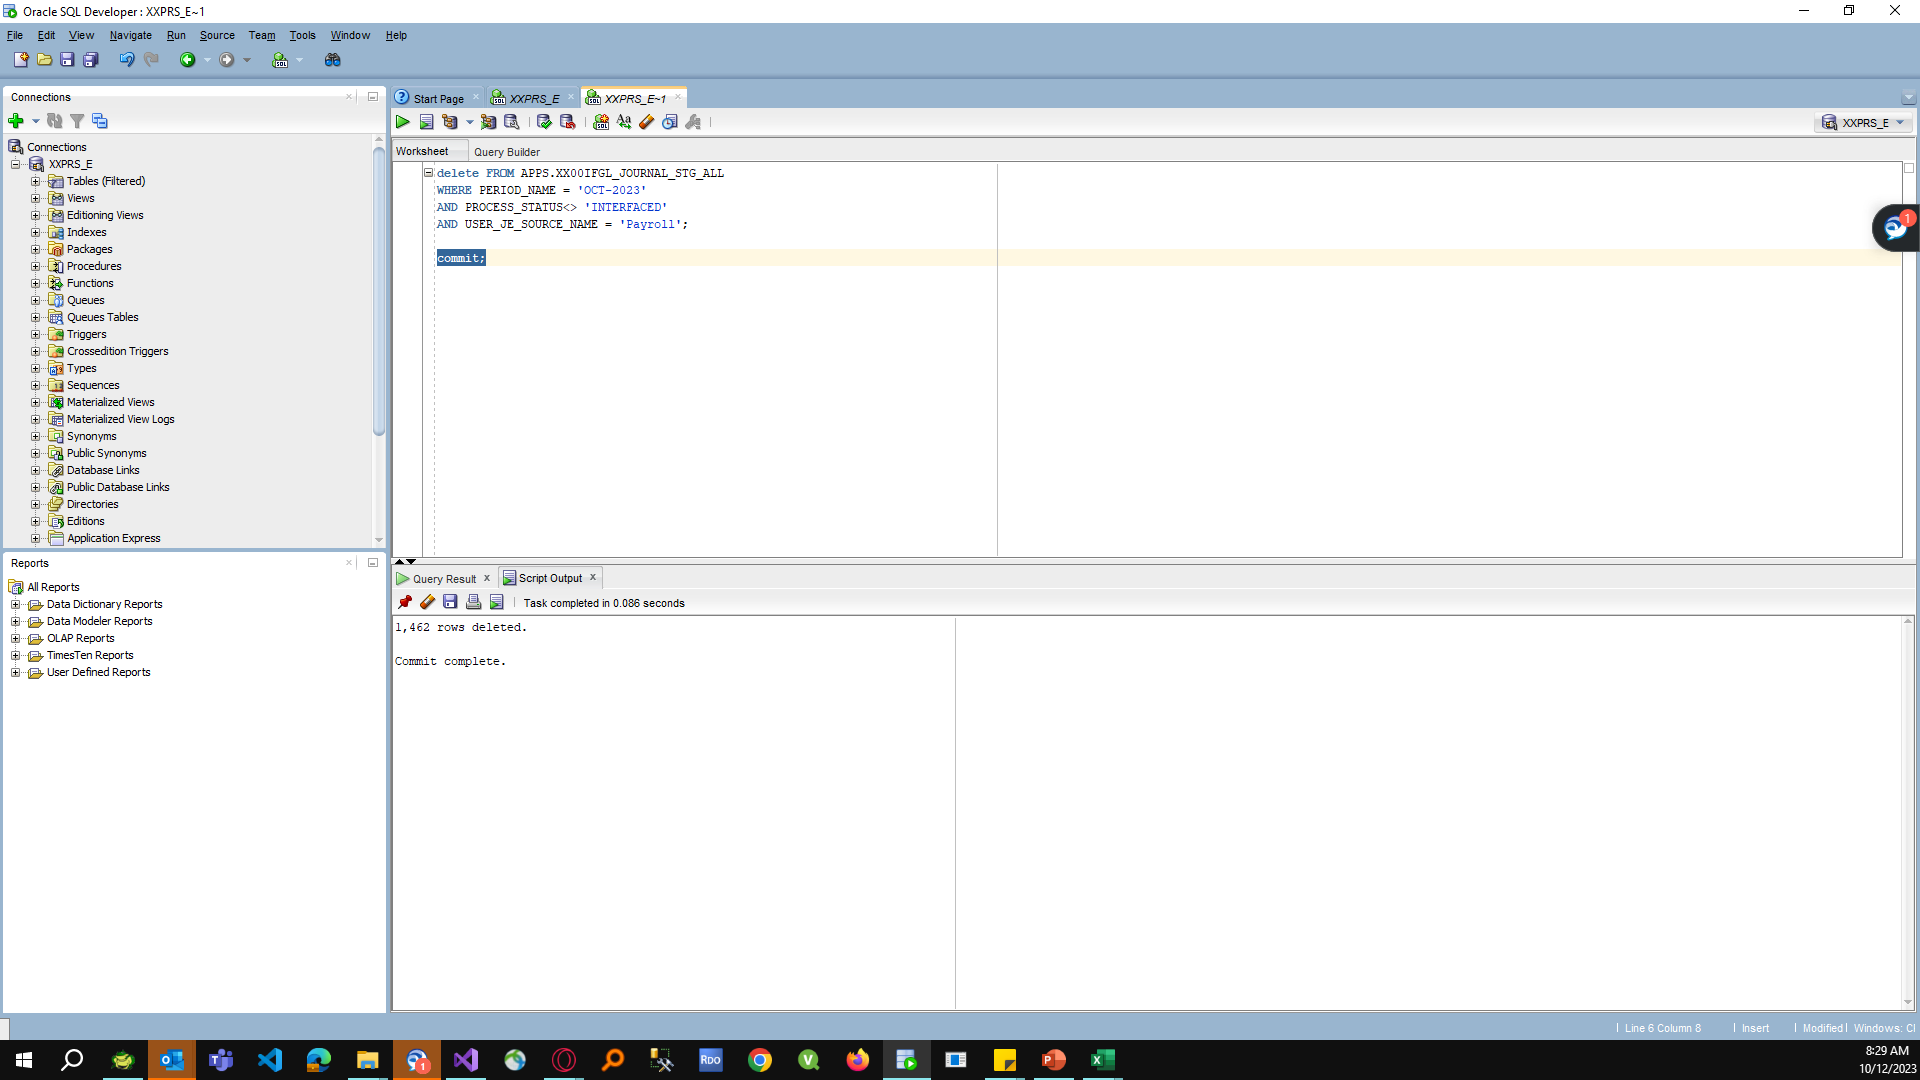 Oracle SQL Developer : XXPRS_E~1
File Edit View Navigate Run Source Team Tools Window Help
Connections
Connections
XXPRS_E
Tables (Filtered)
Views
Editioning Views
Indexes
Packages
Procedures
Functions
Queues
Queues Tables
Triggers
Crossedition Triggers
Types
Sequences
Materialized Views
Materialized View Logs
Synonyms
Public Synonyms
Database Links
Public Database Links
Directories
Editions
Application Express
Reports
All Reports
Data Dictionary Reports
Data Modeler Reports
OLAP Reports
TimesTen Reports
User Defined Reports
Start Page XXPRS_E XXPRS_E~1
XXPRS_E
Worksheet Query Builder
delete FROM APPS.XX00IFGL_JOURNAL_STG_ALL
WHERE PERIOD_NAME = 'OCT-2023'
AND PROCESS_STATUS<> 'INTERFACED'
AND USER_JE_SOURCE_NAME = 'Payroll';
commit;
1
Query Result x Script Output x
Task completed in 0.086 seconds
1,462 rows deleted.
Commit complete.
Line 6 Column 8 Insert Modified Windows: Cl
RDO
8:29 AM
10/12/2023